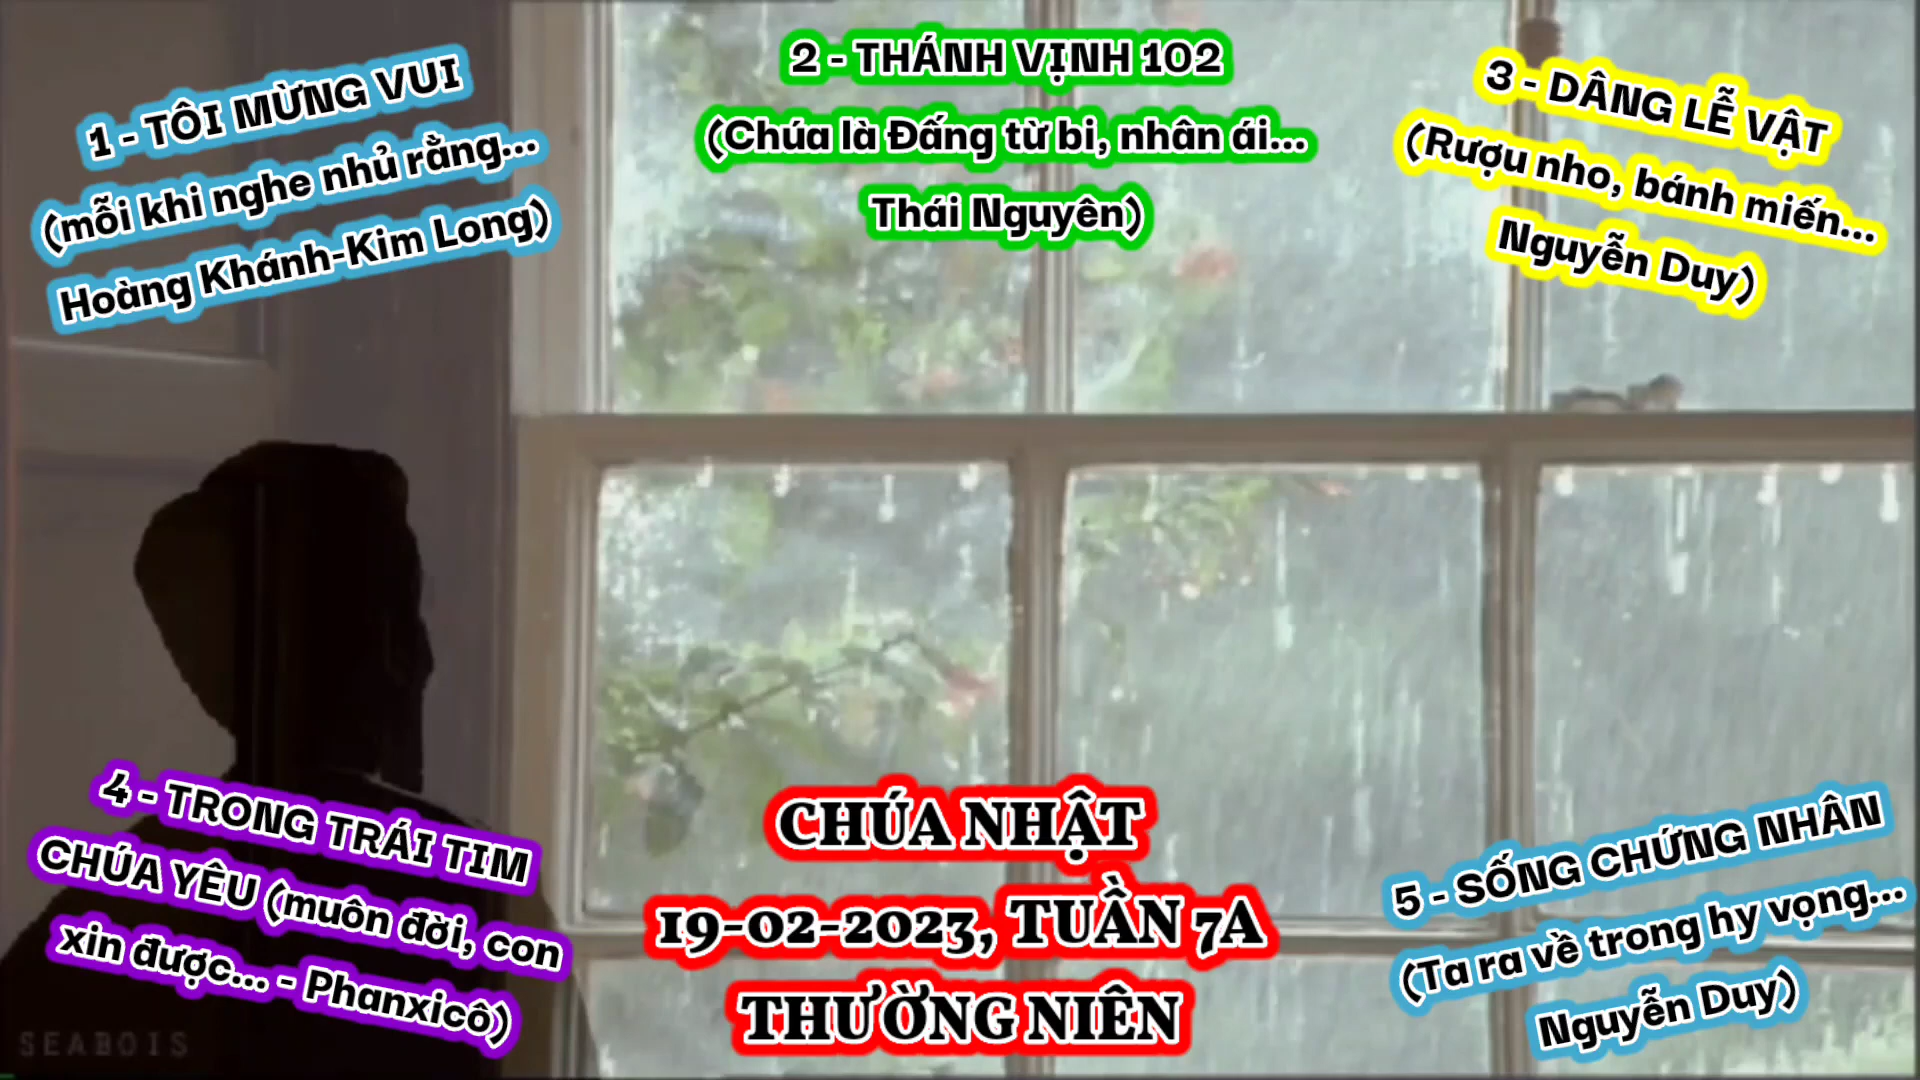 1 - TÔI MỪNG VUI
(mỗi khi nghe nhủ rằng...
Hoàng Khánh-Kim Long)
2 - THÁNH VỊNH 102
(Chúa là Đấng từ bi, nhân ái...
Thái Nguyên)
3 - DÂNG LỄ VẬT
(Rượu nho, bánh miến...
Nguyễn Duy)
4 - TRONG TRÁI TIM
CHÚA YÊU (muôn đời, con
xin được... - Phanxicô)
CHÚA NHẬT
19-02-2023, TUẦN 7A
THƯỜNG NIÊN
5 - SỐNG CHỨNG NHÂN
(Ta ra về trong hy vọng...
Nguyễn Duy)
SEABOIS